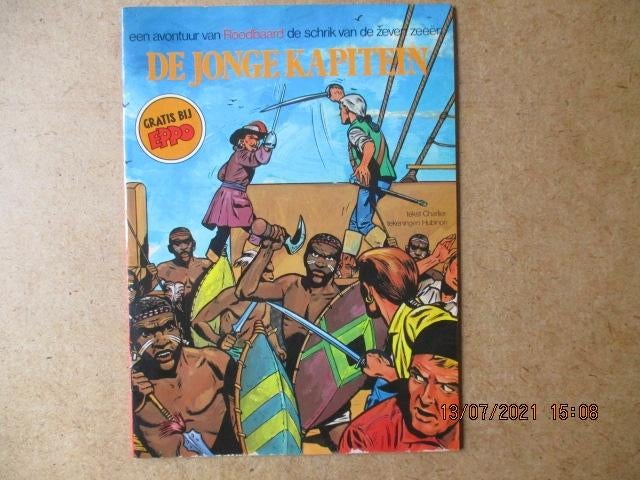 een avontuur van Roodbaard de schrik van de zeven zeeën
DE JONGE KAPITEIN
GRATIS BIJ
EPPO
tekst Charlier
tekeningen Hubinon
13/07/2021 15:08